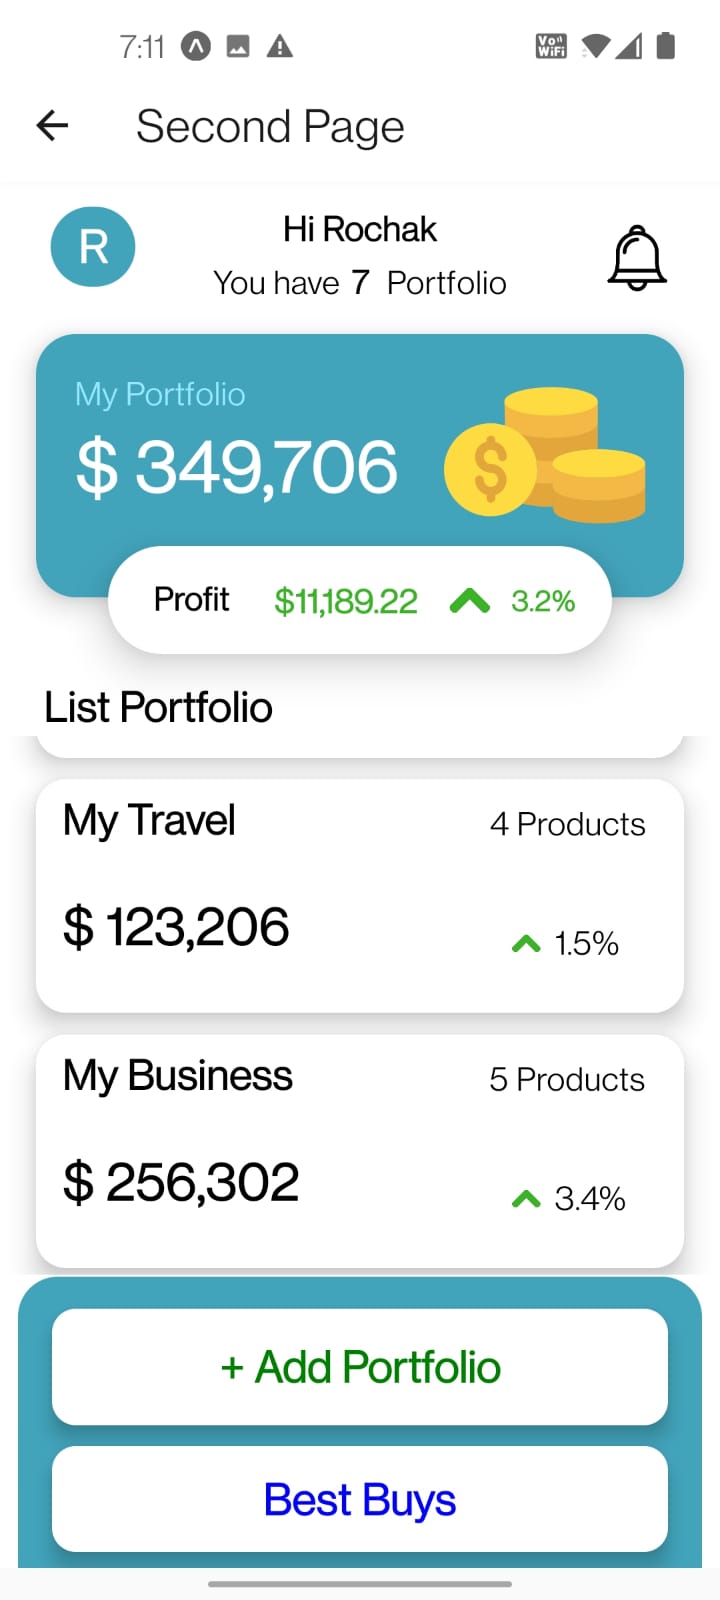 7:11 Vo)) WiFi
Second Page
R
Hi Rochak
You have 7 Portfolio
My Portfolio
$ 349,706
$
Profit $11,189.22 3.2%
List Portfolio
My Travel 4 Products
$ 123,206 1.5%
My Business 5 Products
$ 256,302 3.4%
+ Add Portfolio
Best Buys